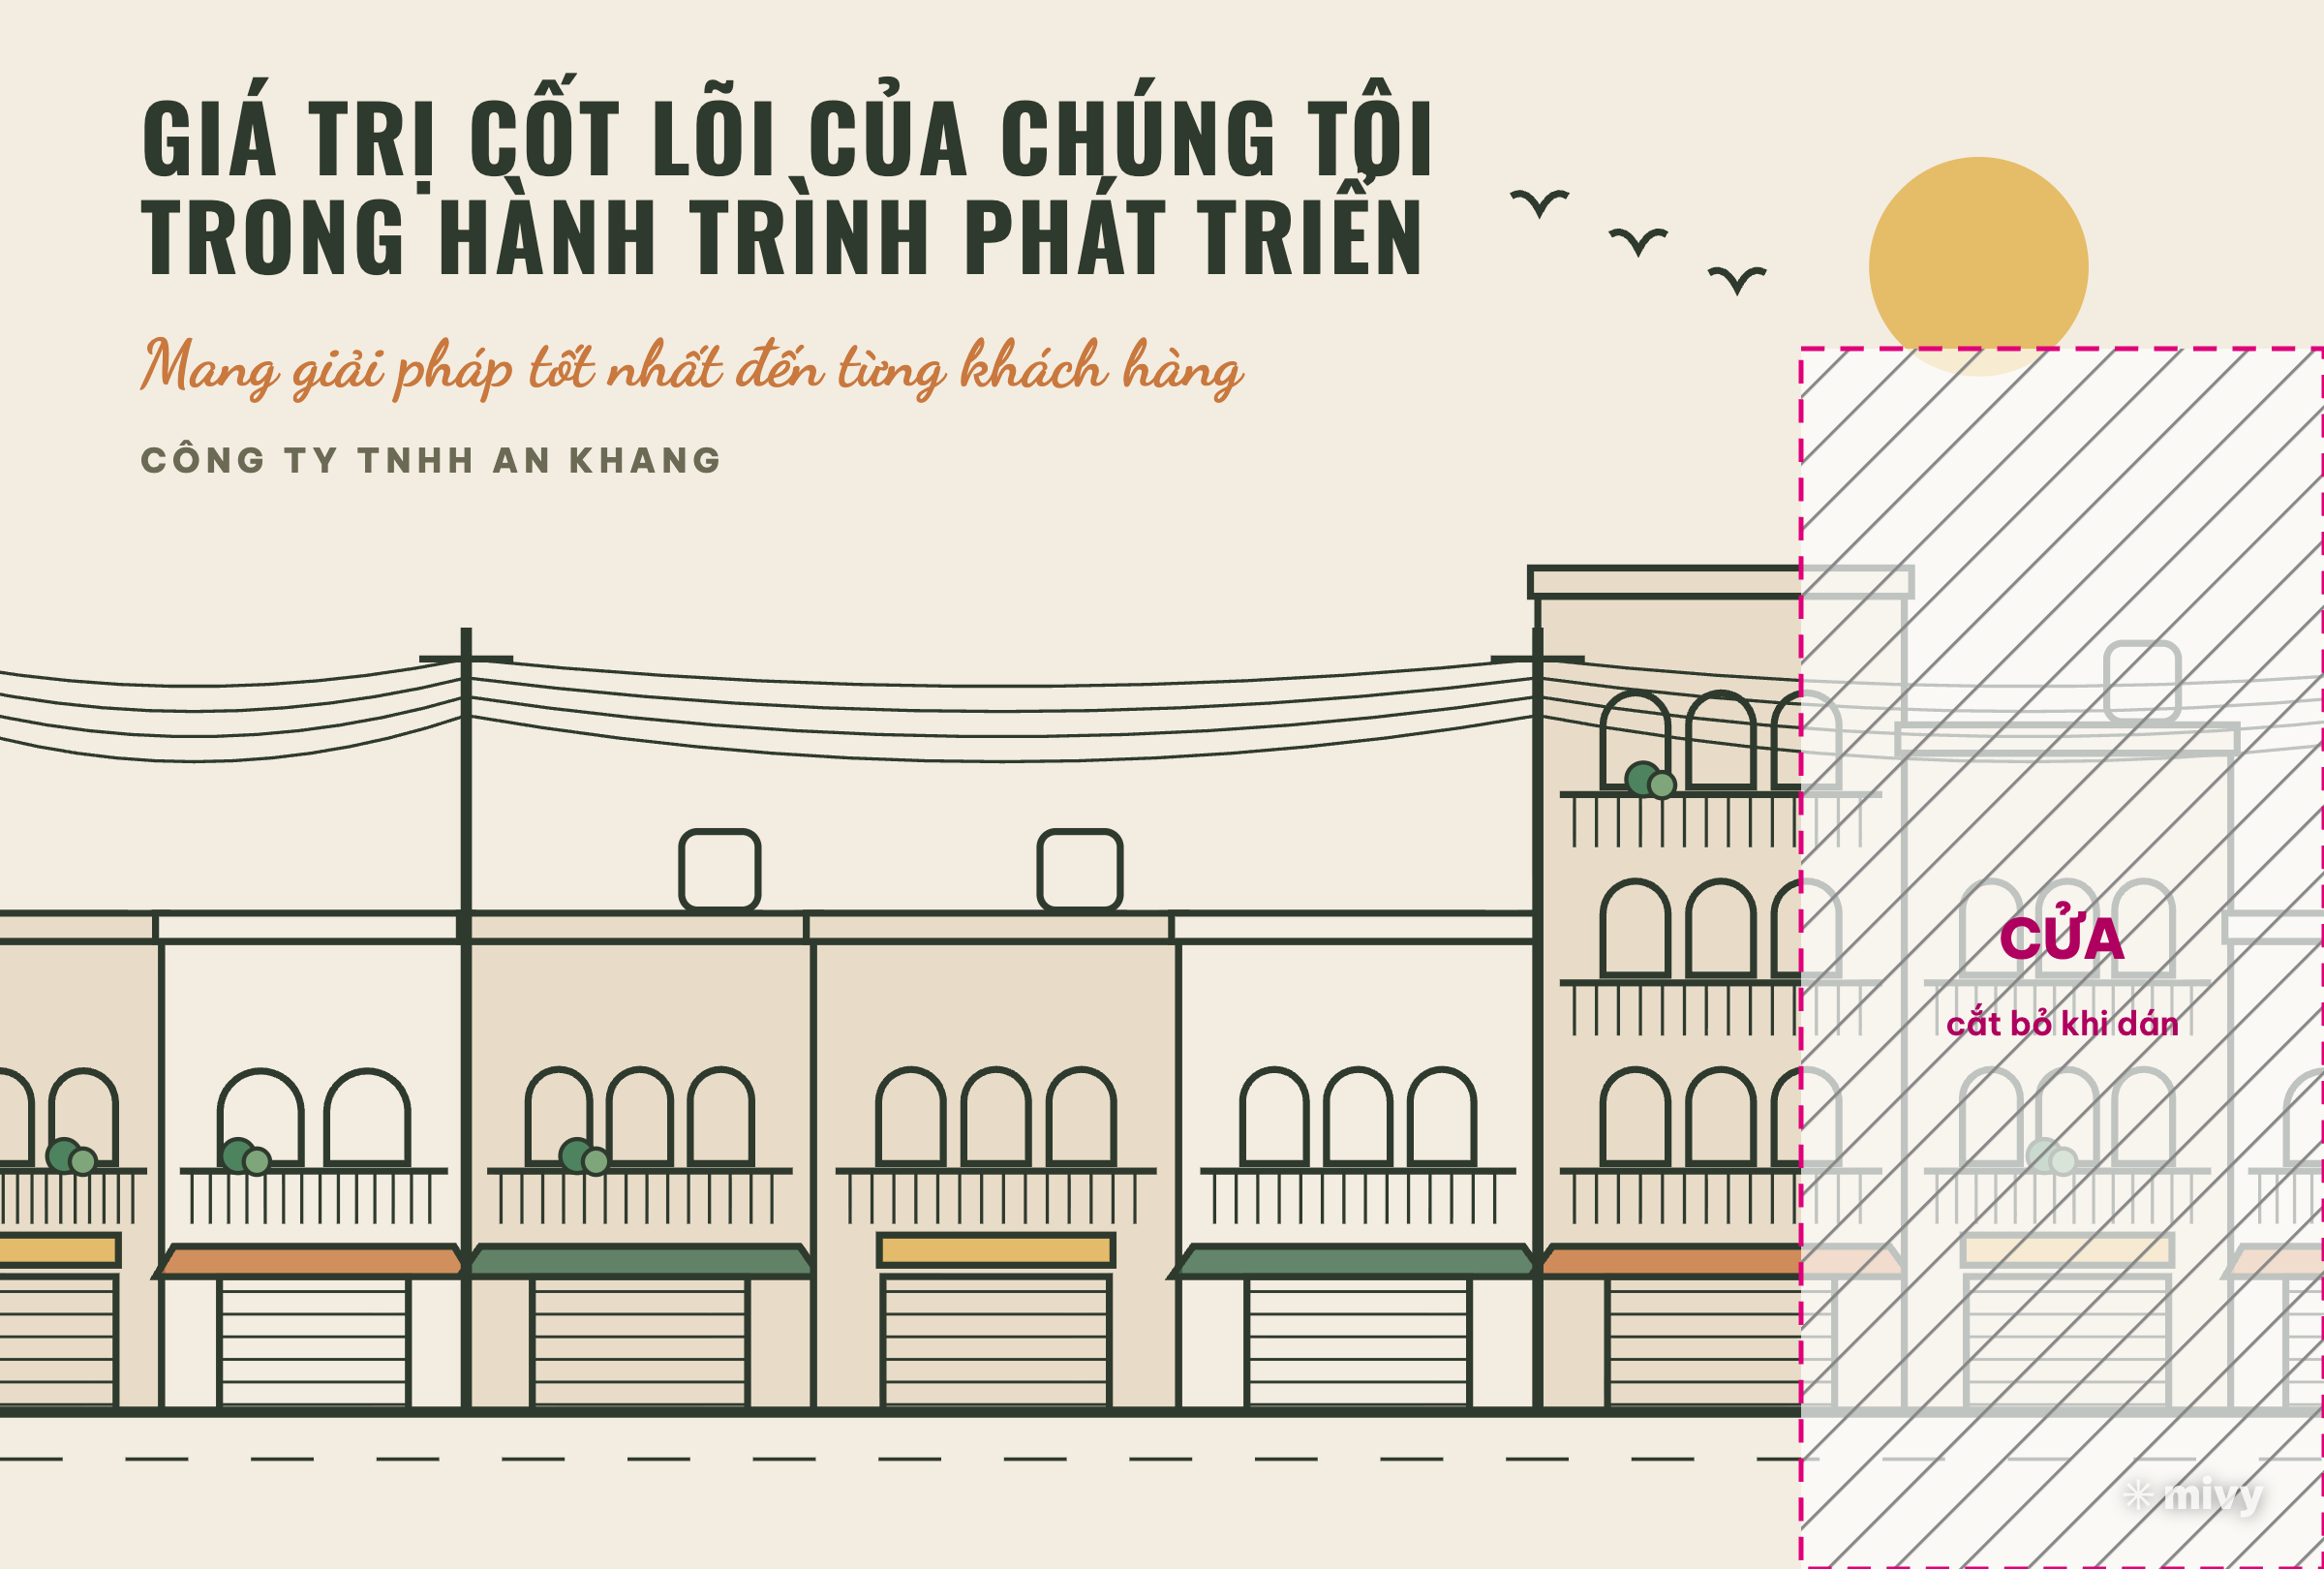 GIÁ TRỊ CỐT LÕI CỦA CHÚNG TÔI
TRONG HÀNH TRÌNH PHÁT TRIỂN
Mang giải pháp tốt nhất đến từng khách hàng
CÔNG TY TNHH AN KHANG
CỬA
cắt bỏ khi dán
mivy